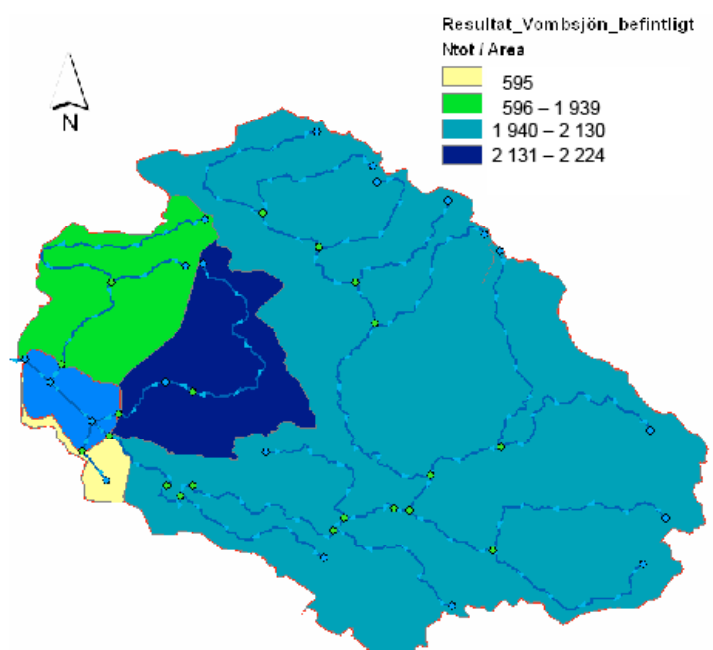 Resultat_Vombsjön_befintligt
Ntot / Area
595
596 – 1 939
1 940 – 2 130
2 131 – 2 224
N